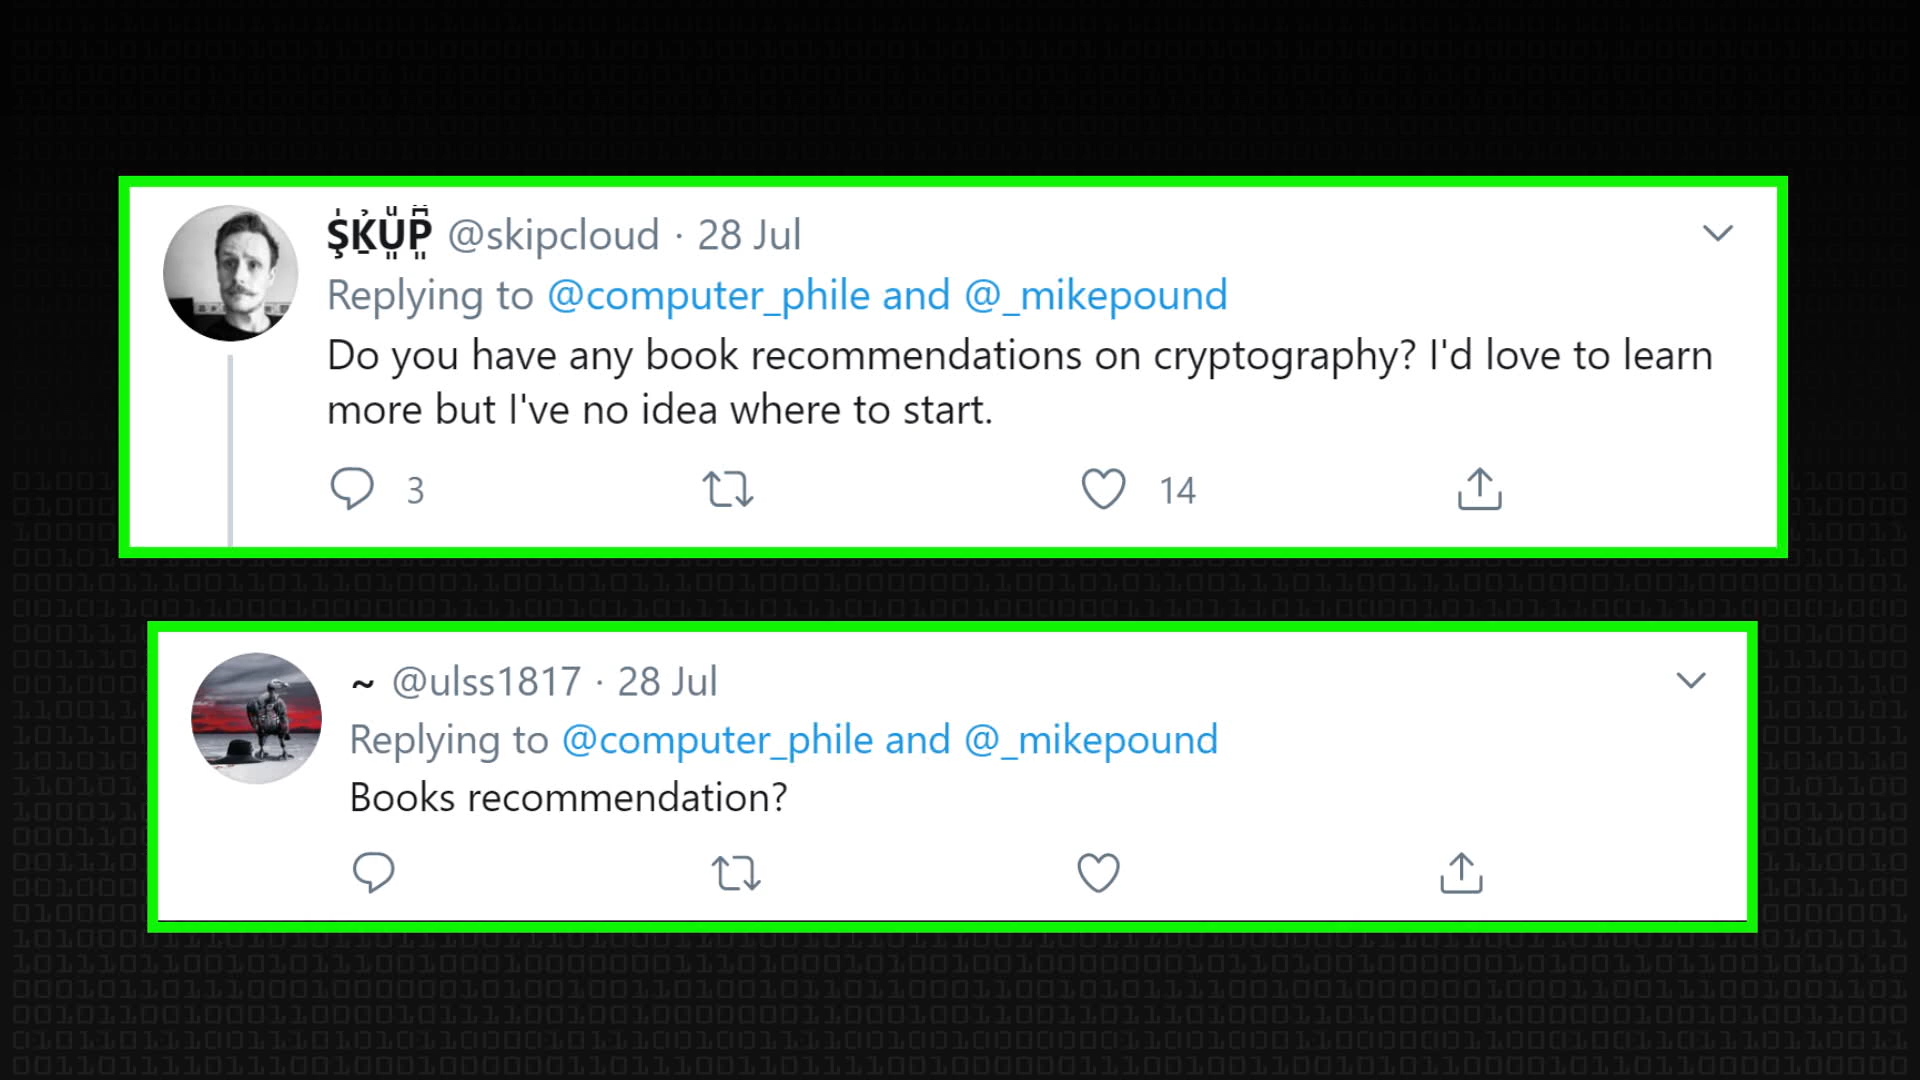 ṨḲÜP̤̈ @skipcloud · 28 Jul
Replying to @computer_phile and @_mikepound
Do you have any book recommendations on cryptography? I'd love to learn
more but I've no idea where to start.
3 14
~ @ulss1817 · 28 Jul
Replying to @computer_phile and @_mikepound
Books recommendation?